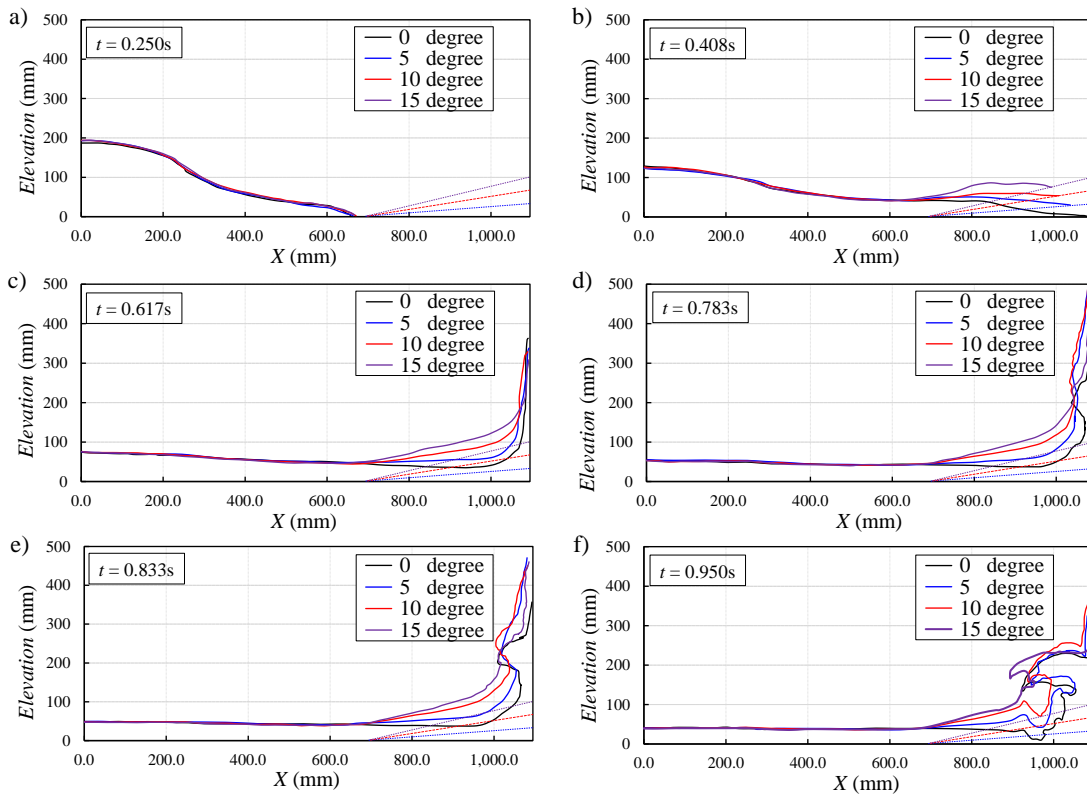 a)
t = 0.250s
0 degree
5 degree
10 degree
15 degree
500
400
300
200
100
0
0.0 200.0 400.0 600.0 800.0 1,000.0
Elevation (mm)
X (mm)
b)
t = 0.408s
0 degree
5 degree
10 degree
15 degree
500
400
300
200
100
0
0.0 200.0 400.0 600.0 800.0 1,000.0
Elevation (mm)
X (mm)
c)
t = 0.617s
0 degree
5 degree
10 degree
15 degree
500
400
300
200
100
0
0.0 200.0 400.0 600.0 800.0 1,000.0
Elevation (mm)
X (mm)
d)
t = 0.783s
0 degree
5 degree
10 degree
15 degree
500
400
300
200
100
0
0.0 200.0 400.0 600.0 800.0 1,000.0
Elevation (mm)
X (mm)
e)
t = 0.833s
0 degree
5 degree
10 degree
15 degree
500
400
300
200
100
0
0.0 200.0 400.0 600.0 800.0 1,000.0
Elevation (mm)
X (mm)
f)
t = 0.950s
0 degree
5 degree
10 degree
15 degree
500
400
300
200
100
0
0.0 200.0 400.0 600.0 800.0 1,000.0
Elevation (mm)
X (mm)